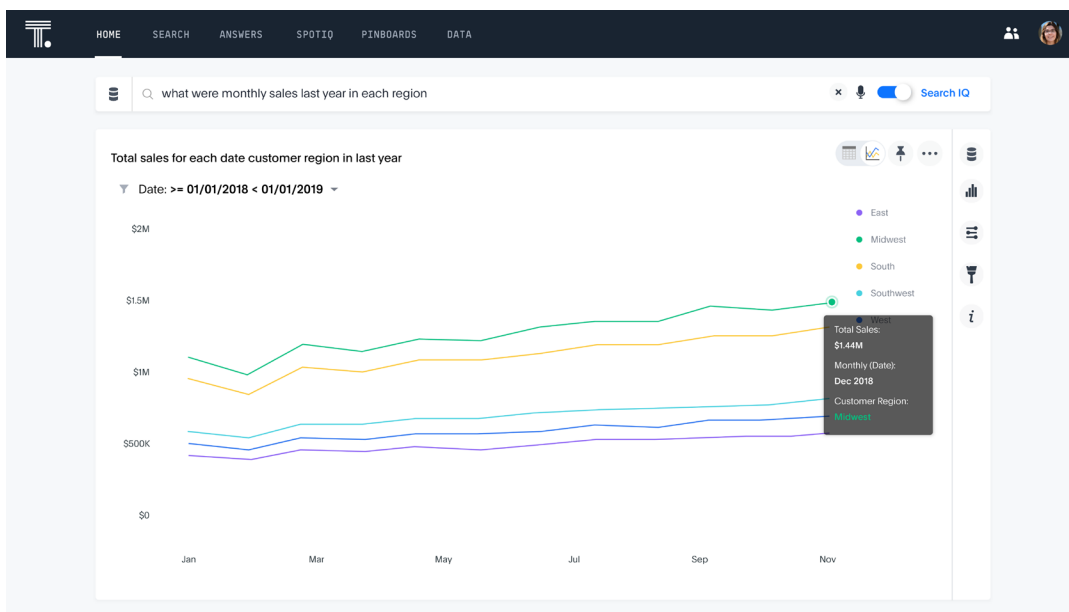 HOME SEARCH ANSWERS SPOTIQ PINBOARDS DATA
what were monthly sales last year in each region
Search IQ
Total sales for each date customer region in last year
Date: >= 01/01/2018 < 01/01/2019
East
Midwest
South
Southwest
West
$2M
$1.5M
$1M
$500K
$0
Total Sales:
$1.44M
Monthly (Date):
Dec 2018
Customer Region:
Midwest
Jan Mar May Jul Sep Nov